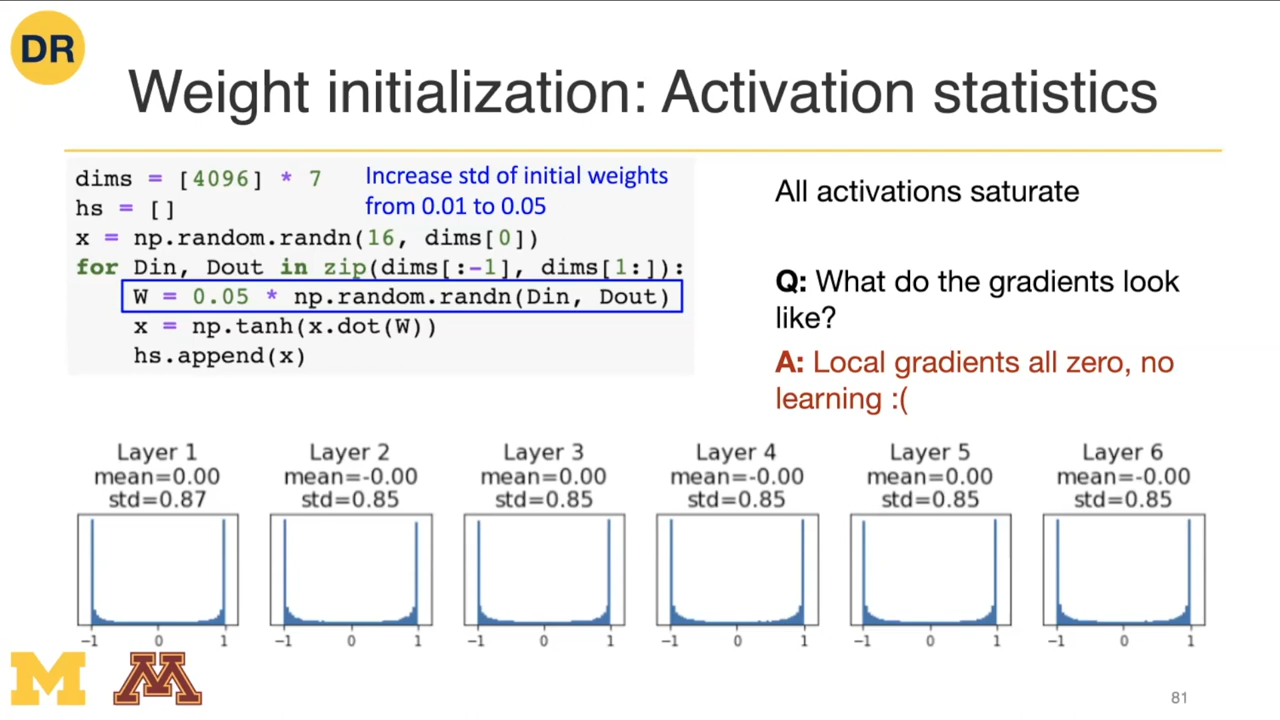 DR
Weight initialization: Activation statistics
dims = [4096] * 7
Increase std of initial weights
from 0.01 to 0.05
hs = []
x = np.random.randn(16, dims[0])
for Din, Dout in zip(dims[:-1], dims[1:]):
W = 0.05 * np.random.randn(Din, Dout)
x = np.tanh(x.dot(W))
hs.append(x)
All activations saturate
Q: What do the gradients look
like?
A: Local gradients all zero, no
learning :(
Layer 1
mean=0.00
std=0.87
−1 0 1
Layer 2
mean=-0.00
std=0.85
−1 0 1
Layer 3
mean=0.00
std=0.85
−1 0 1
Layer 4
mean=-0.00
std=0.85
−1 0 1
Layer 5
mean=0.00
std=0.85
−1 0 1
Layer 6
mean=-0.00
std=0.85
−1 0 1
M M
81